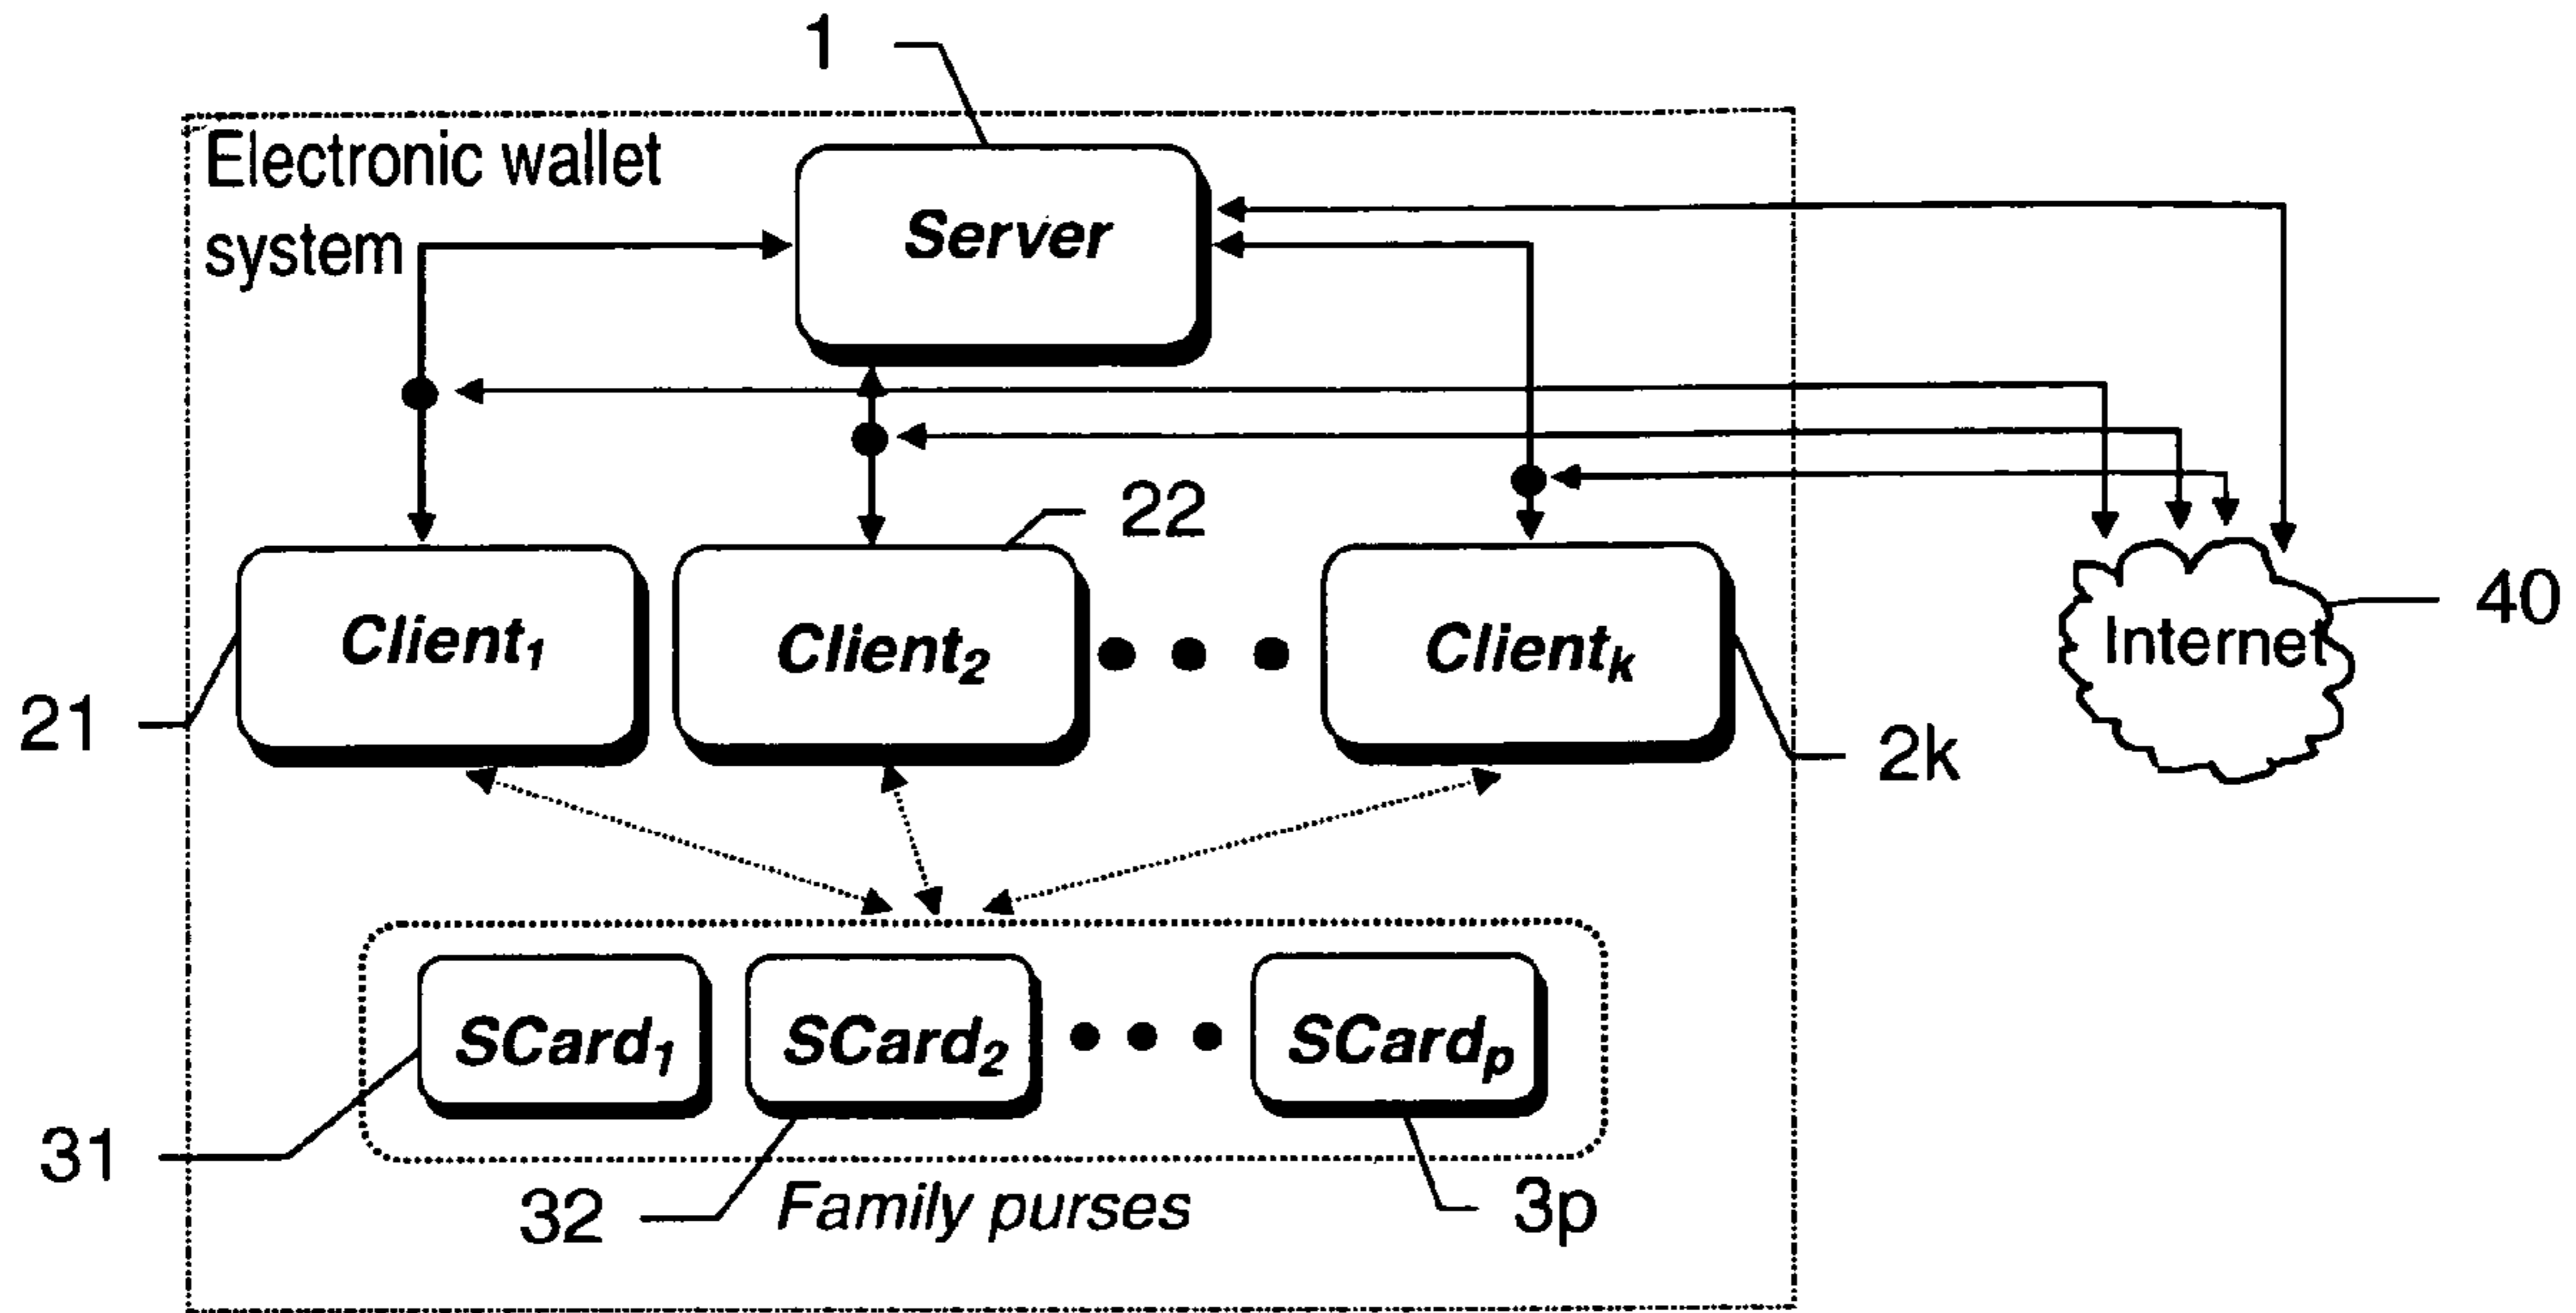 1
Electronic wallet
system
Server
22
Client₁
Client₂
Clientₖ
Internet
40
21
2k
SCard₁
SCard₂
SCardₚ
31
32
Family purses
3p